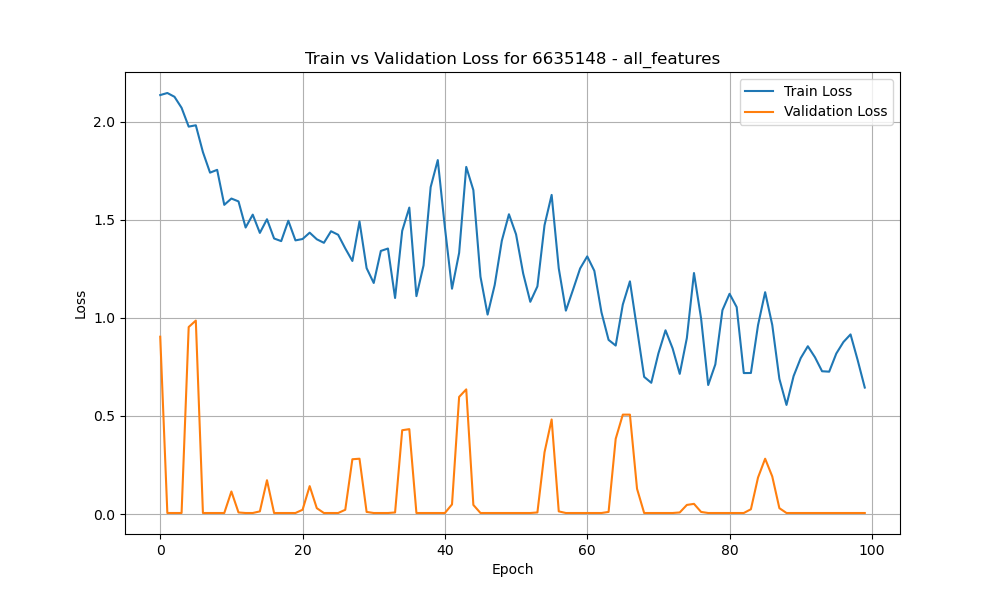 Train vs Validation Loss for 6635148 - all_features
Train Loss
Validation Loss
Loss
2.0
1.5
1.0
0.5
0.0
0 20 40 60 80 100
Epoch